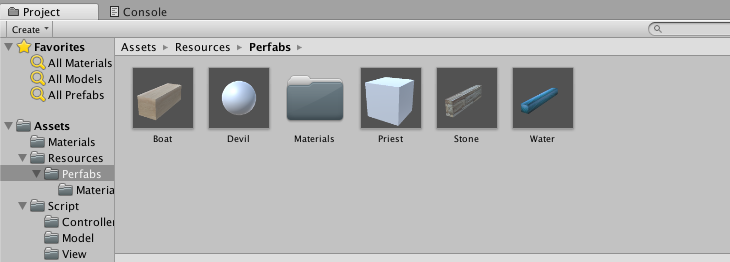 Project
Console
Create
Favorites
All Materials
All Models
All Prefabs
Assets
Materials
Resources
Perfabs
Materia
Script
Controller
Model
View
Assets ▸ Resources ▸ Perfabs ▸
Boat
Devil
Materials
Priest
Stone
Water